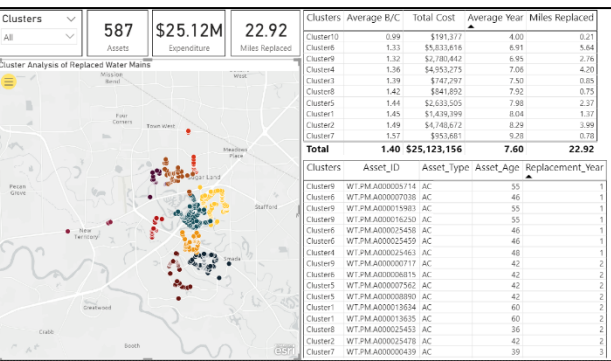 Clusters
All
587
Assets
$25.12M
Expenditure
22.92
Miles Replaced
Cluster Analysis of Replaced Water Mains
Mission
Bend
West
Four
Corners
Town West
Meadows
Place
Sugar Land
Pecan
Grove
Stafford
New
Territory
Greatwood
Crabb
Booth
esri
Clusters Average B/C Total Cost Average Year Miles Replaced
Cluster10 0.99 $191,377 4.00 0.21
Cluster6 1.33 $5,833,616 6.91 5.64
Cluster9 1.32 $2,780,442 6.95 2.76
Cluster4 1.36 $4,953,275 7.06 4.20
Cluster3 1.39 $747,297 7.50 0.85
Cluster8 1.42 $841,892 7.92 0.75
Cluster5 1.44 $2,633,505 7.98 2.37
Cluster1 1.45 $1,439,399 8.04 1.37
Cluster2 1.49 $4,748,672 8.29 3.99
Cluster7 1.57 $953,681 9.28 0.78
Total 1.40 $25,123,156 7.60 22.92
Clusters Asset_ID Asset_Type Asset_Age Replacement_Year
Cluster9 WT.PM.A000005714 AC 55 1
Cluster6 WT.PM.A000007038 AC 46 1
Cluster9 WT.PM.A000015983 AC 55 1
Cluster9 WT.PM.A000016250 AC 55 1
Cluster6 WT.PM.A000025458 AC 46 1
Cluster6 WT.PM.A000025459 AC 46 1
Cluster4 WT.PM.A000025463 AC 48 1
Cluster9 WT.PM.A000000717 AC 42 2
Cluster6 WT.PM.A000006815 AC 42 2
Cluster5 WT.PM.A000007562 AC 42 2
Cluster5 WT.PM.A000008890 AC 42 2
Cluster1 WT.PM.A000013634 AC 60 2
Cluster1 WT.PM.A000013635 AC 60 2
Cluster8 WT.PM.A000025453 AC 36 2
Cluster2 WT.PM.A000025478 AC 42 2
Cluster7 WT.PM.A000000439 AC 39 3